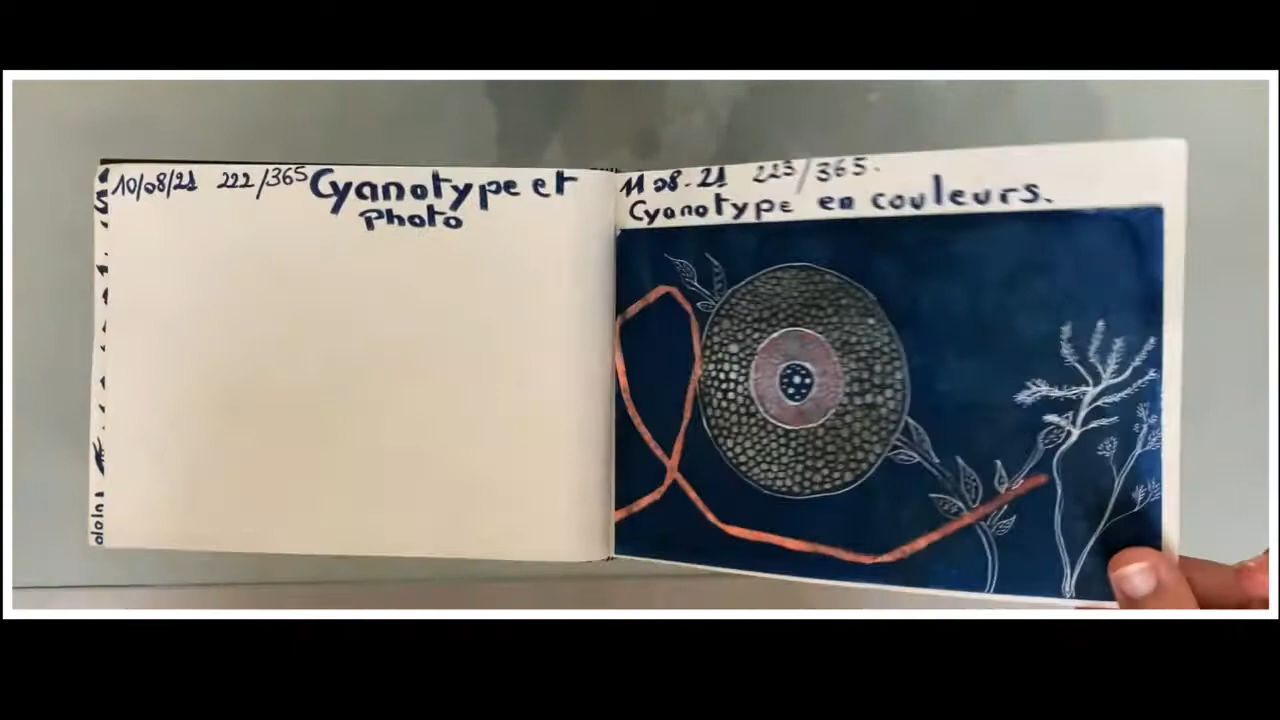 10/08/21 222/365 Cyanotype et
Photo
11.08.21 223/365.
Cyanotype en couleurs.